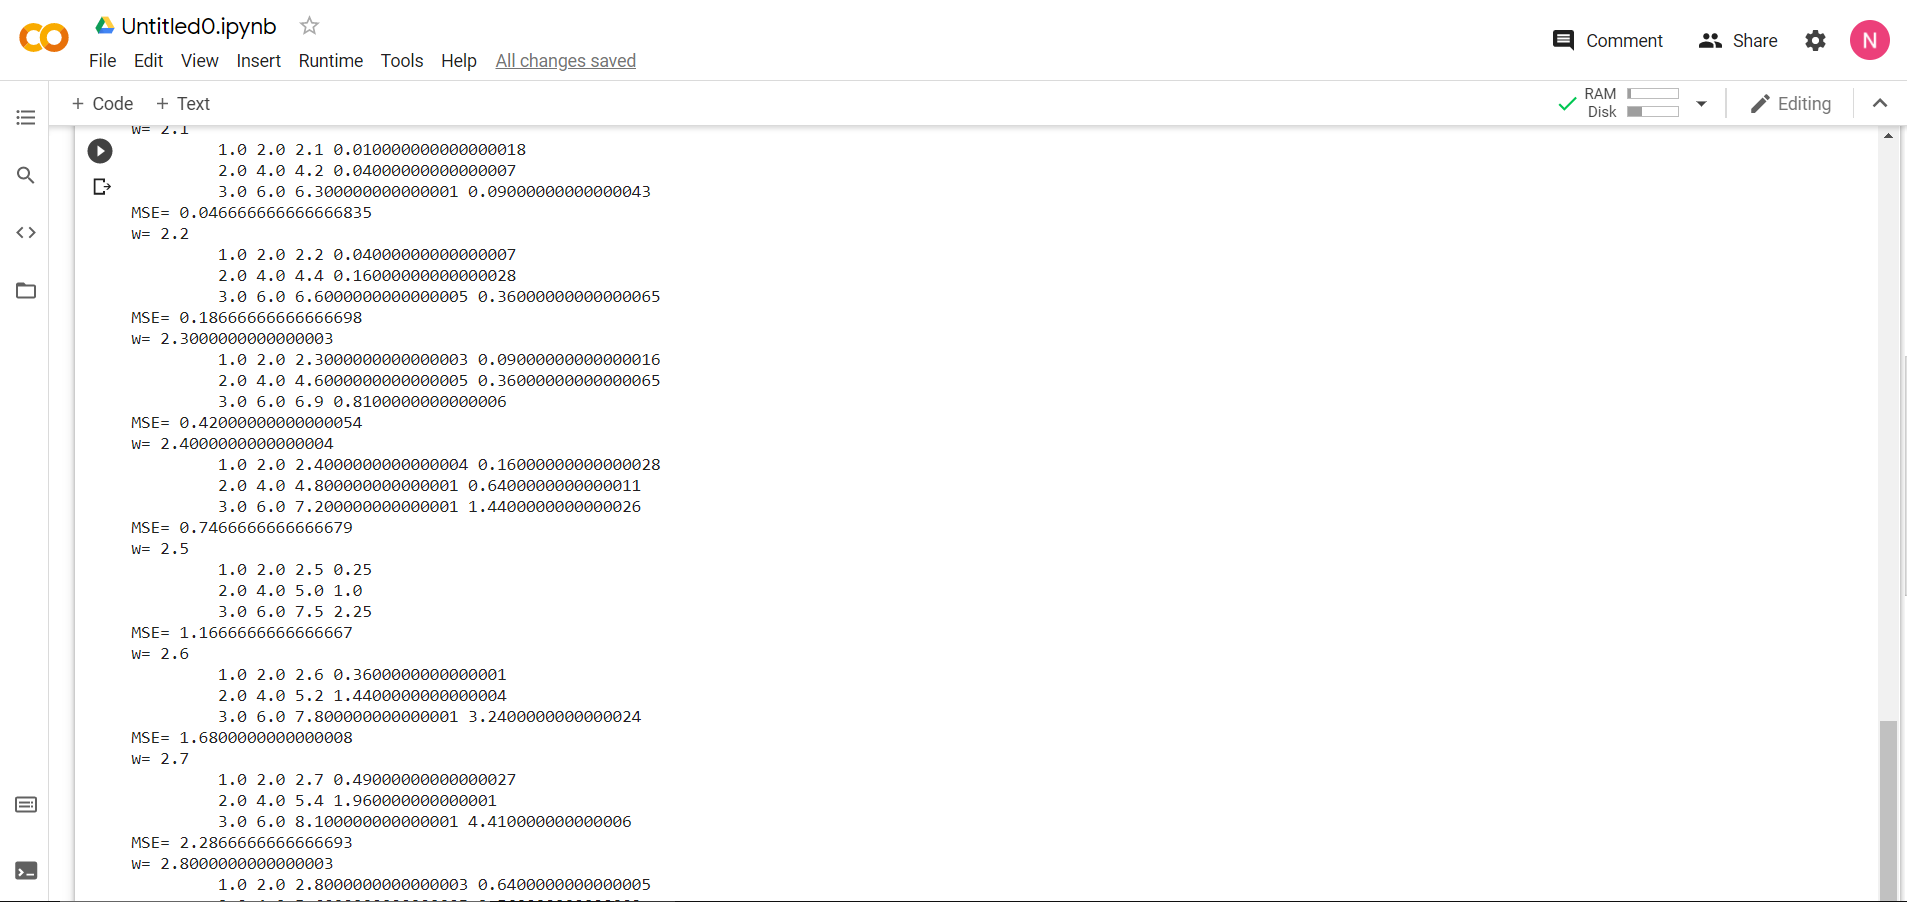 Untitled0.ipynb
File Edit View Insert Runtime Tools Help All changes saved
Comment Share N
+ Code + Text
RAM
Disk
Editing
w= 2.1
1.0 2.0 2.1 0.010000000000000018
2.0 4.0 4.2 0.04000000000000007
3.0 6.0 6.300000000000001 0.09000000000000043
MSE= 0.046666666666666835
w= 2.2
1.0 2.0 2.2 0.04000000000000007
2.0 4.0 4.4 0.16000000000000028
3.0 6.0 6.6000000000000005 0.36000000000000065
MSE= 0.18666666666666698
w= 2.3000000000000003
1.0 2.0 2.3000000000000003 0.09000000000000016
2.0 4.0 4.6000000000000005 0.36000000000000065
3.0 6.0 6.9 0.8100000000000006
MSE= 0.42000000000000054
w= 2.4000000000000004
1.0 2.0 2.4000000000000004 0.16000000000000028
2.0 4.0 4.800000000000001 0.6400000000000011
3.0 6.0 7.200000000000001 1.4400000000000026
MSE= 0.7466666666666679
w= 2.5
1.0 2.0 2.5 0.25
2.0 4.0 5.0 1.0
3.0 6.0 7.5 2.25
MSE= 1.1666666666666667
w= 2.6
1.0 2.0 2.6 0.3600000000000001
2.0 4.0 5.2 1.4400000000000004
3.0 6.0 7.800000000000001 3.2400000000000024
MSE= 1.6800000000000008
w= 2.7
1.0 2.0 2.7 0.49000000000000027
2.0 4.0 5.4 1.960000000000001
3.0 6.0 8.100000000000001 4.410000000000006
MSE= 2.2866666666666693
w= 2.8000000000000003
1.0 2.0 2.8000000000000003 0.6400000000000005